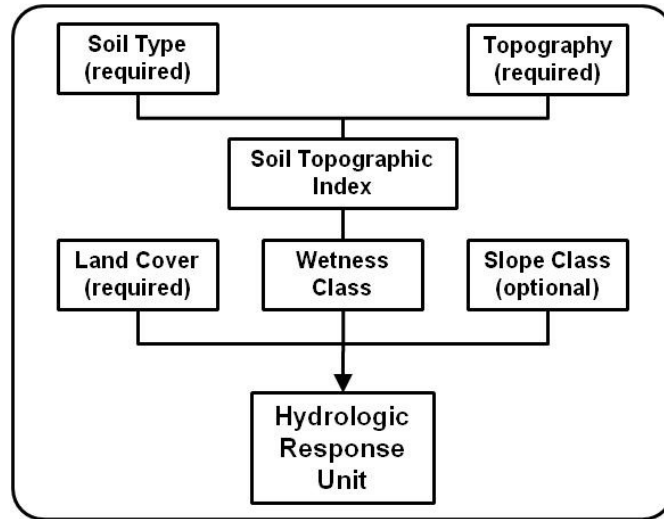 Soil Type
(required)
Topography
(required)
Soil Topographic
Index
Land Cover
(required)
Wetness
Class
Slope Class
(optional)
Hydrologic
Response
Unit